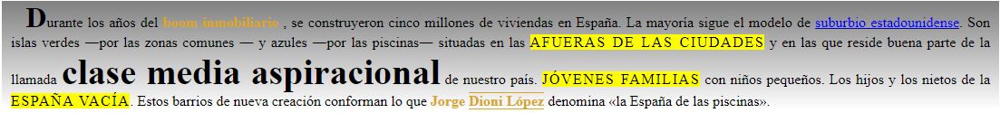 Durante los años del boom inmobiliario , se construyeron cinco millones de viviendas en España. La mayoría sigue el modelo de suburbio estadounidense. Son
islas verdes —por las zonas comunes — y azules —por las piscinas— situadas en las AFUERAS DE LAS CIUDADES y en las que reside buena parte de la
llamada clase media aspiracional de nuestro país. JÓVENES FAMILIAS con niños pequeños. Los hijos y los nietos de la
ESPAÑA VACÍA. Estos barrios de nueva creación conforman lo que Jorge Dioni López denomina «la España de las piscinas».